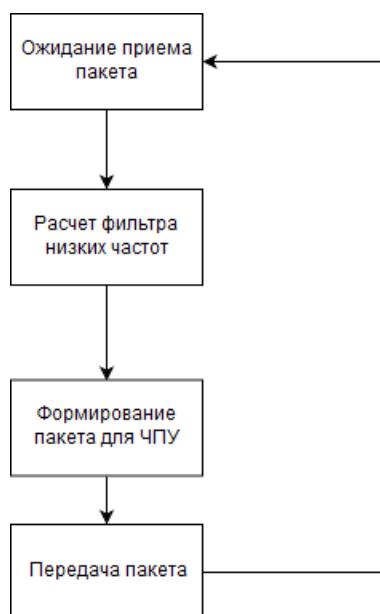 Ожидание приема
пакета
Расчет фильтра
низких частот
Формирование
пакета для ЧПУ
Передача пакета